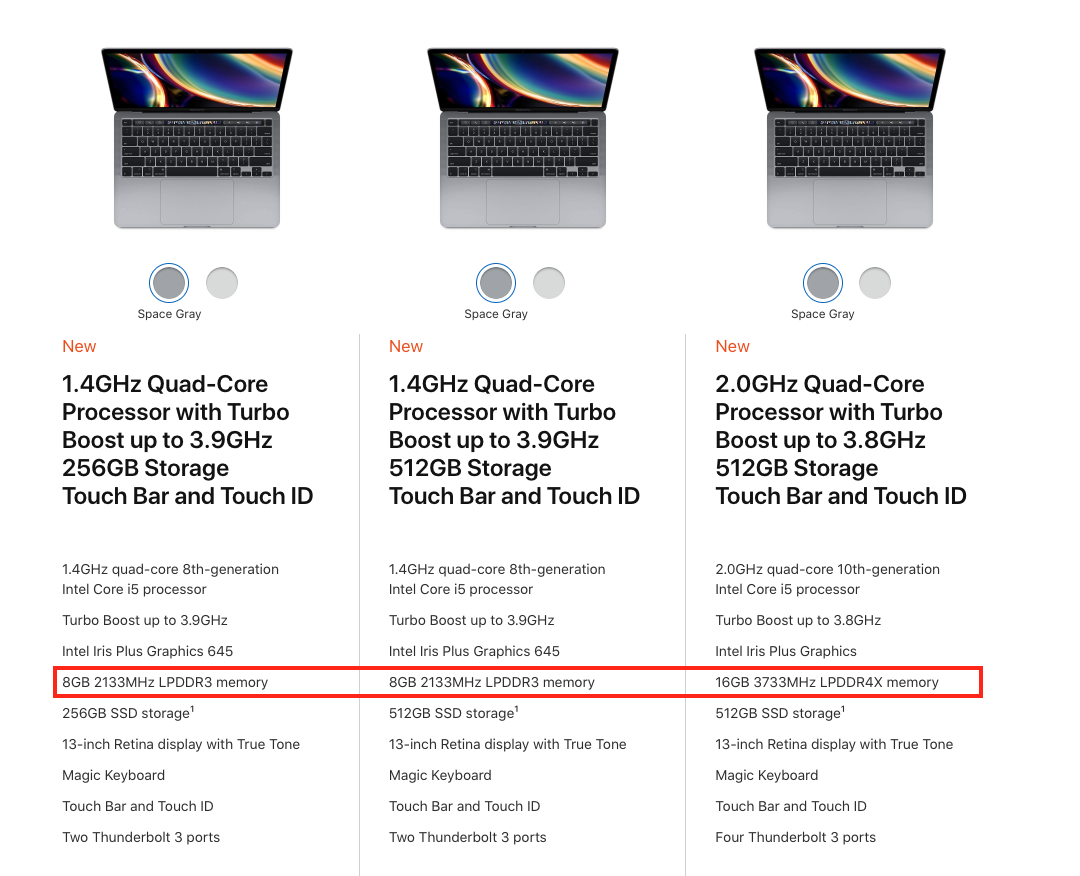 Space Gray
New
1.4GHz Quad-Core
Processor with Turbo
Boost up to 3.9GHz
256GB Storage
Touch Bar and Touch ID
1.4GHz quad-core 8th-generation
Intel Core i5 processor
Turbo Boost up to 3.9GHz
Intel Iris Plus Graphics 645
8GB 2133MHz LPDDR3 memory
256GB SSD storage¹
13-inch Retina display with True Tone
Magic Keyboard
Touch Bar and Touch ID
Two Thunderbolt 3 ports
Space Gray
New
1.4GHz Quad-Core
Processor with Turbo
Boost up to 3.9GHz
512GB Storage
Touch Bar and Touch ID
1.4GHz quad-core 8th-generation
Intel Core i5 processor
Turbo Boost up to 3.9GHz
Intel Iris Plus Graphics 645
8GB 2133MHz LPDDR3 memory
512GB SSD storage¹
13-inch Retina display with True Tone
Magic Keyboard
Touch Bar and Touch ID
Two Thunderbolt 3 ports
Space Gray
New
2.0GHz Quad-Core
Processor with Turbo
Boost up to 3.8GHz
512GB Storage
Touch Bar and Touch ID
2.0GHz quad-core 10th-generation
Intel Core i5 processor
Turbo Boost up to 3.8GHz
Intel Iris Plus Graphics
16GB 3733MHz LPDDR4X memory
512GB SSD storage¹
13-inch Retina display with True Tone
Magic Keyboard
Touch Bar and Touch ID
Four Thunderbolt 3 ports